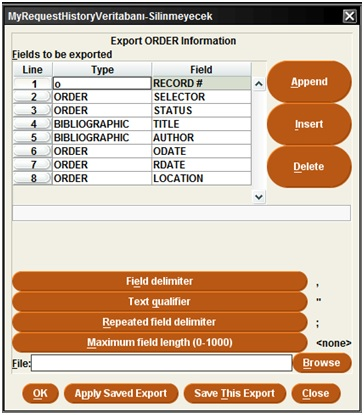 MyRequestHistoryVeritabanı-Silinmeyecek
Export ORDER Information
Fields to be exported
Line Type Field
1 o RECORD #
2 ORDER SELECTOR
3 ORDER STATUS
4 BIBLIOGRAPHIC TITLE
5 BIBLIOGRAPHIC AUTHOR
6 ORDER ODATE
7 ORDER RDATE
8 ORDER LOCATION
Append
Insert
Delete
Field delimiter ,
Text qualifier "
Repeated field delimiter ;
Maximum field length (0-1000) <none>
File: Browse
OK Apply Saved Export Save This Export Close